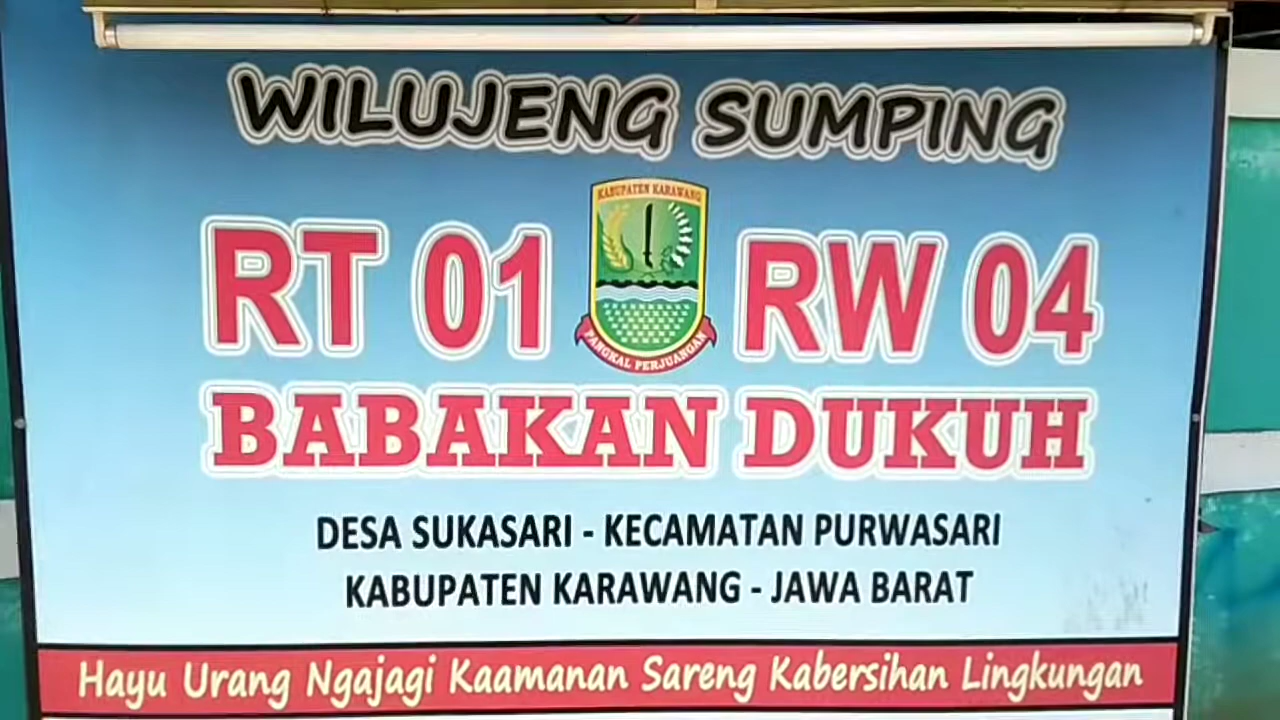 WILUJENG SUMPING
KABUPATEN KARAWANG
RT 01 RW 04
PANGKAL PERJUANGAN
BABAKAN DUKUH
DESA SUKASARI - KECAMATAN PURWASARI
KABUPATEN KARAWANG - JAWA BARAT
Hayu Urang Ngajagi Kaamanan Sareng Kabersihan Lingkungan